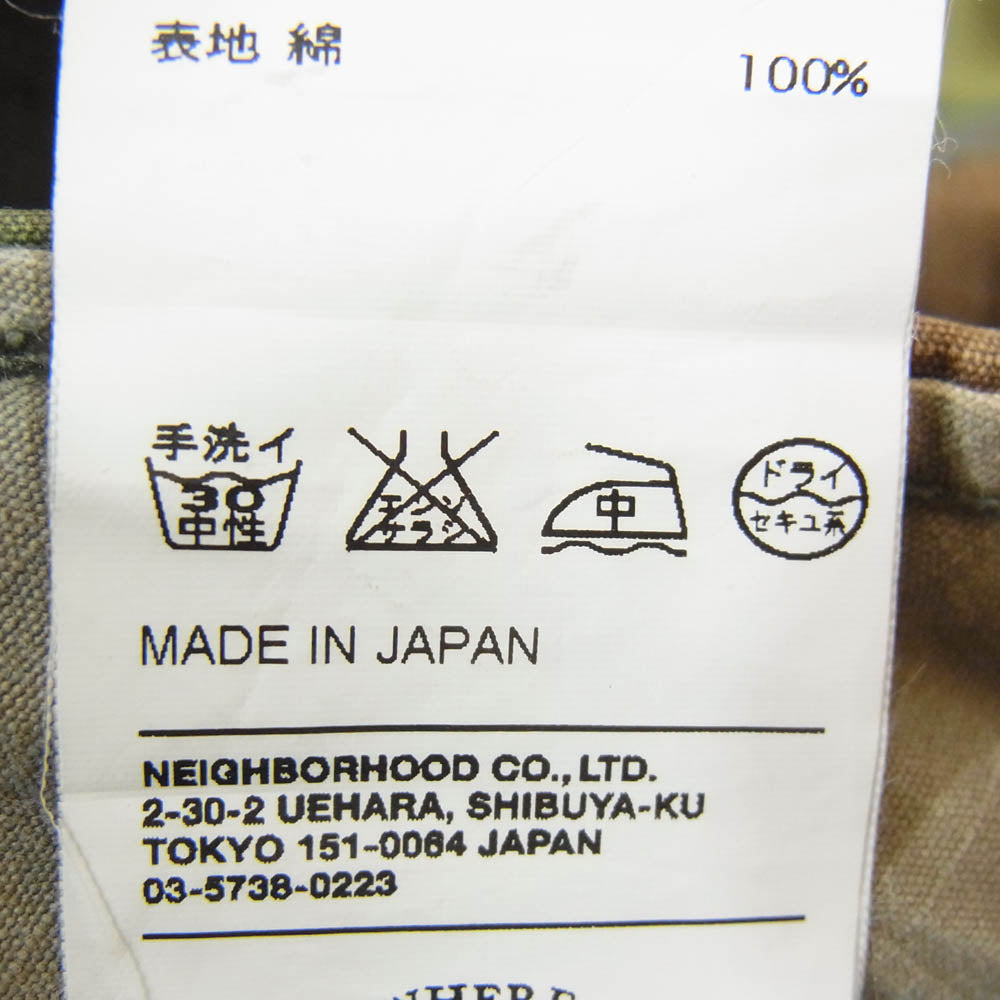 表地 綿 100%
手洗イ
30
中性
エンソ
サラシ
中
ドライ
セキユ系
MADE IN JAPAN
NEIGHBORHOOD CO., LTD.
2-30-2 UEHARA, SHIBUYA-KU
TOKYO 151-0064 JAPAN
03-5738-0223